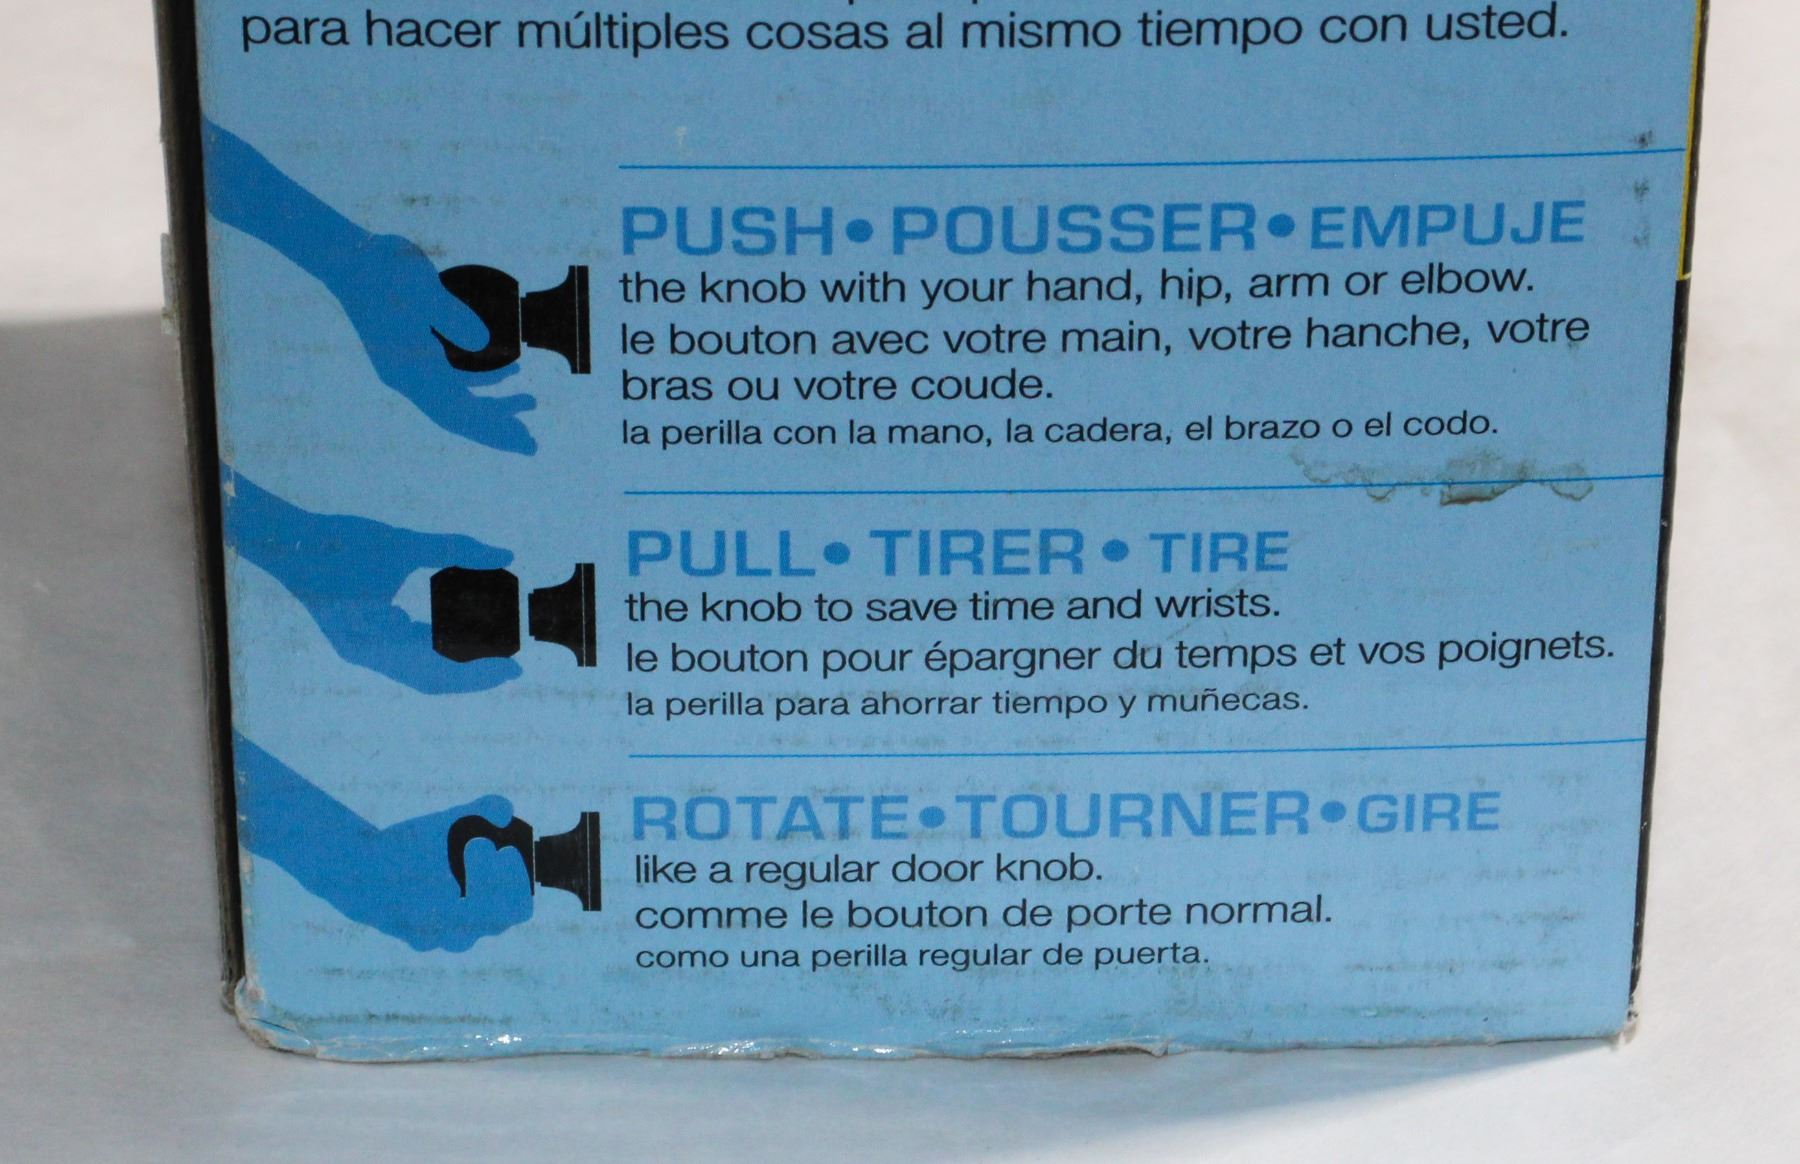 para hacer múltiples cosas al mismo tiempo con usted.
PUSH • POUSSER • EMPUJE
the knob with your hand, hip, arm or elbow.
le bouton avec votre main, votre hanche, votre
bras ou votre coude.
la perilla con la mano, la cadera, el brazo o el codo.
PULL • TIRER • TIRE
the knob to save time and wrists.
le bouton pour épargner du temps et vos poignets.
la perilla para ahorrar tiempo y muñecas.
ROTATE • TOURNER • GIRE
like a regular door knob.
comme le bouton de porte normal.
como una perilla regular de puerta.